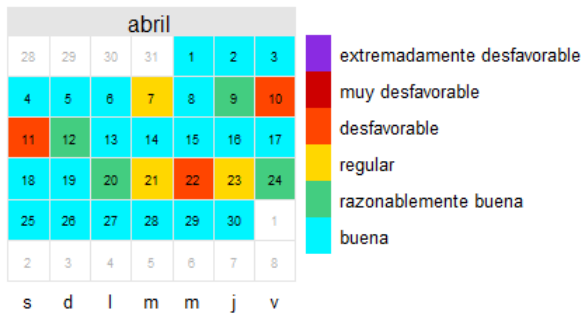 abril
28 29 30 31 1 2 3
4 5 6 7 8 9 10
11 12 13 14 15 16 17
18 19 20 21 22 23 24
25 26 27 28 29 30 1
2 3 4 5 6 7 8
s d l m m j v
extremadamente desfavorable
muy desfavorable
desfavorable
regular
razonablemente buena
buena